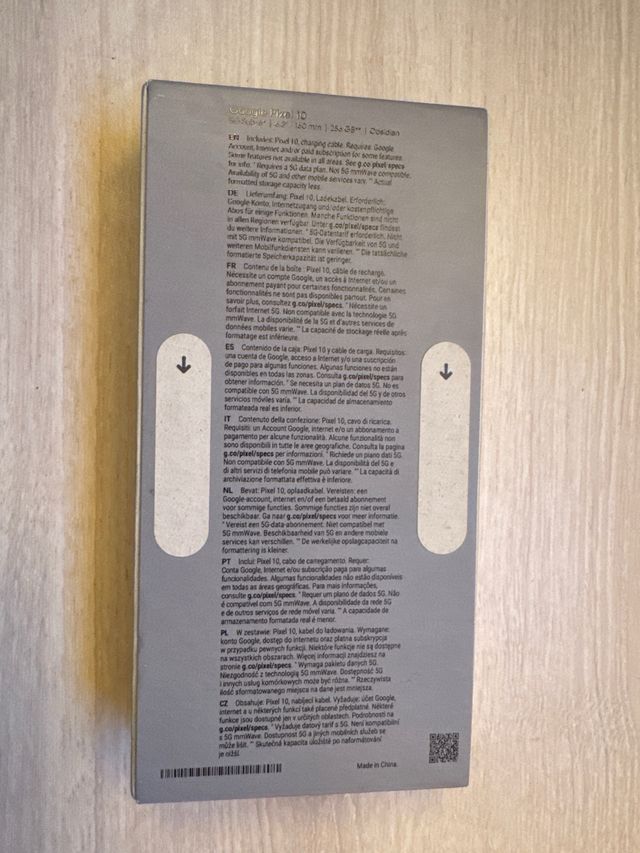 Google Pixel 10
160 min | 256 GB** | Obsidian
EN Includes: Pixel 10, charging cable. Requires: Google
Account, Internet and/or paid subscription for some features.
Some features not available in all areas. See g.co/pixel/specs
for info. * Requires a 5G data plan. Not 5G mmWave compatible.
Availability of 5G and other mobile services vary. ** Actual
formatted storage capacity less.
DE Lieferumfang: Pixel 10, Ladekabel. Erforderlich:
Google-Konto, Internetzugang und/oder kostenpflichtige
Abos für einige Funktionen. Manche Funktionen sind nicht
in allen Regionen verfügbar. Unter g.co/pixel/specs findest
du weitere Informationen. * 5G-Datentarif erforderlich. Nicht
mit 5G mmWave kompatibel. Die Verfügbarkeit von 5G und
weiteren Mobilfunkdiensten kann variieren. ** Die tatsächliche
formatierte Speicherkapazität ist geringer.
FR Contenu de la boîte : Pixel 10, câble de recharge.
Nécessite un compte Google, un accès à Internet et/ou un
abonnement payant pour certaines fonctionnalités. Certaines
fonctionnalités ne sont pas disponibles partout. Pour en
savoir plus, consultez g.co/pixel/specs. * Nécessite un
forfait Internet 5G. Non compatible avec la technologie 5G
mmWave. La disponibilité de la 5G et d'autres services de
données mobiles varie. ** La capacité de stockage réelle après
formatage est inférieure.
ES Contenido de la caja: Pixel 10 y cable de carga. Requisitos:
una cuenta de Google, acceso a Internet y/o una suscripción
de pago para algunas funciones. Algunas funciones no están
disponibles en todas las zonas. Consulta g.co/pixel/specs para
obtener información. * Se necesita un plan de datos 5G. No es
compatible con 5G mmWave. La disponibilidad del 5G y de otros
servicios móviles varía. ** La capacidad de almacenamiento
formateada real es inferior.
IT Contenuto della confezione: Pixel 10, cavo di ricarica.
Requisiti: un Account Google, internet e/o un abbonamento a
pagamento per alcune funzionalità. Alcune funzionalità non
sono disponibili in tutte le aree geografiche. Consulta la pagina
g.co/pixel/specs per informazioni. * Richiede un piano dati 5G.
Non compatibile con 5G mmWave. La disponibilità del 5G e
di altri servizi di telefonia mobile può variare. ** La capacità di
archiviazione formattata effettiva è inferiore.
NL Bevat: Pixel 10, oplaadkabel. Vereisten: een
Google-account, internet en/of een betaald abonnement
voor sommige functies. Sommige functies zijn niet overal
beschikbaar. Ga naar g.co/pixel/specs voor meer informatie.
* Vereist een 5G-data-abonnement. Niet compatibel met
5G mmWave. Beschikbaarheid van 5G en andere mobiele
services kan verschillen. ** De werkelijke opslagcapaciteit na
formattering is kleiner.
PT Inclui: Pixel 10, cabo de carregamento. Requer:
Conta Google, Internet e/ou subscrição paga para algumas
funcionalidades. Algumas funcionalidades não estão disponíveis
em todas as áreas geográficas. Para mais informações,
consulte g.co/pixel/specs. * Requer um plano de dados 5G. Não
é compatível com 5G mmWave. A disponibilidade da rede 5G
e de outros serviços de rede móvel varia. ** A capacidade de
armazenamento formatada real é menor.
PL W zestawie: Pixel 10, kabel do ładowania. Wymagane:
konto Google, dostęp do internetu oraz płatna subskrypcja
w przypadku pewnych funkcji. Niektóre funkcje nie są dostępne
na wszystkich obszarach. Więcej informacji znajdziesz na
stronie g.co/pixel/specs. * Wymaga pakietu danych 5G.
Niezgodność z technologią 5G mmWave. Dostępność 5G
i innych usług komórkowych może być różna. ** Rzeczywista
ilość sformatowanego miejsca na dane jest mniejsza.
CZ Obsahuje: Pixel 10, nabíjecí kabel. Vyžaduje: účet Google,
internet a u některých funkcí také placené předplatné. Některé
funkce jsou dostupné jen v určitých oblastech. Podrobnosti na
g.co/pixel/specs. * Vyžaduje datový tarif s 5G. Není kompatibilní
s 5G mmWave. Dostupnost 5G a jiných mobilních služeb se
může lišit. ** Skutečná kapacita úložiště po naformátování
je nižší.
Made in China.